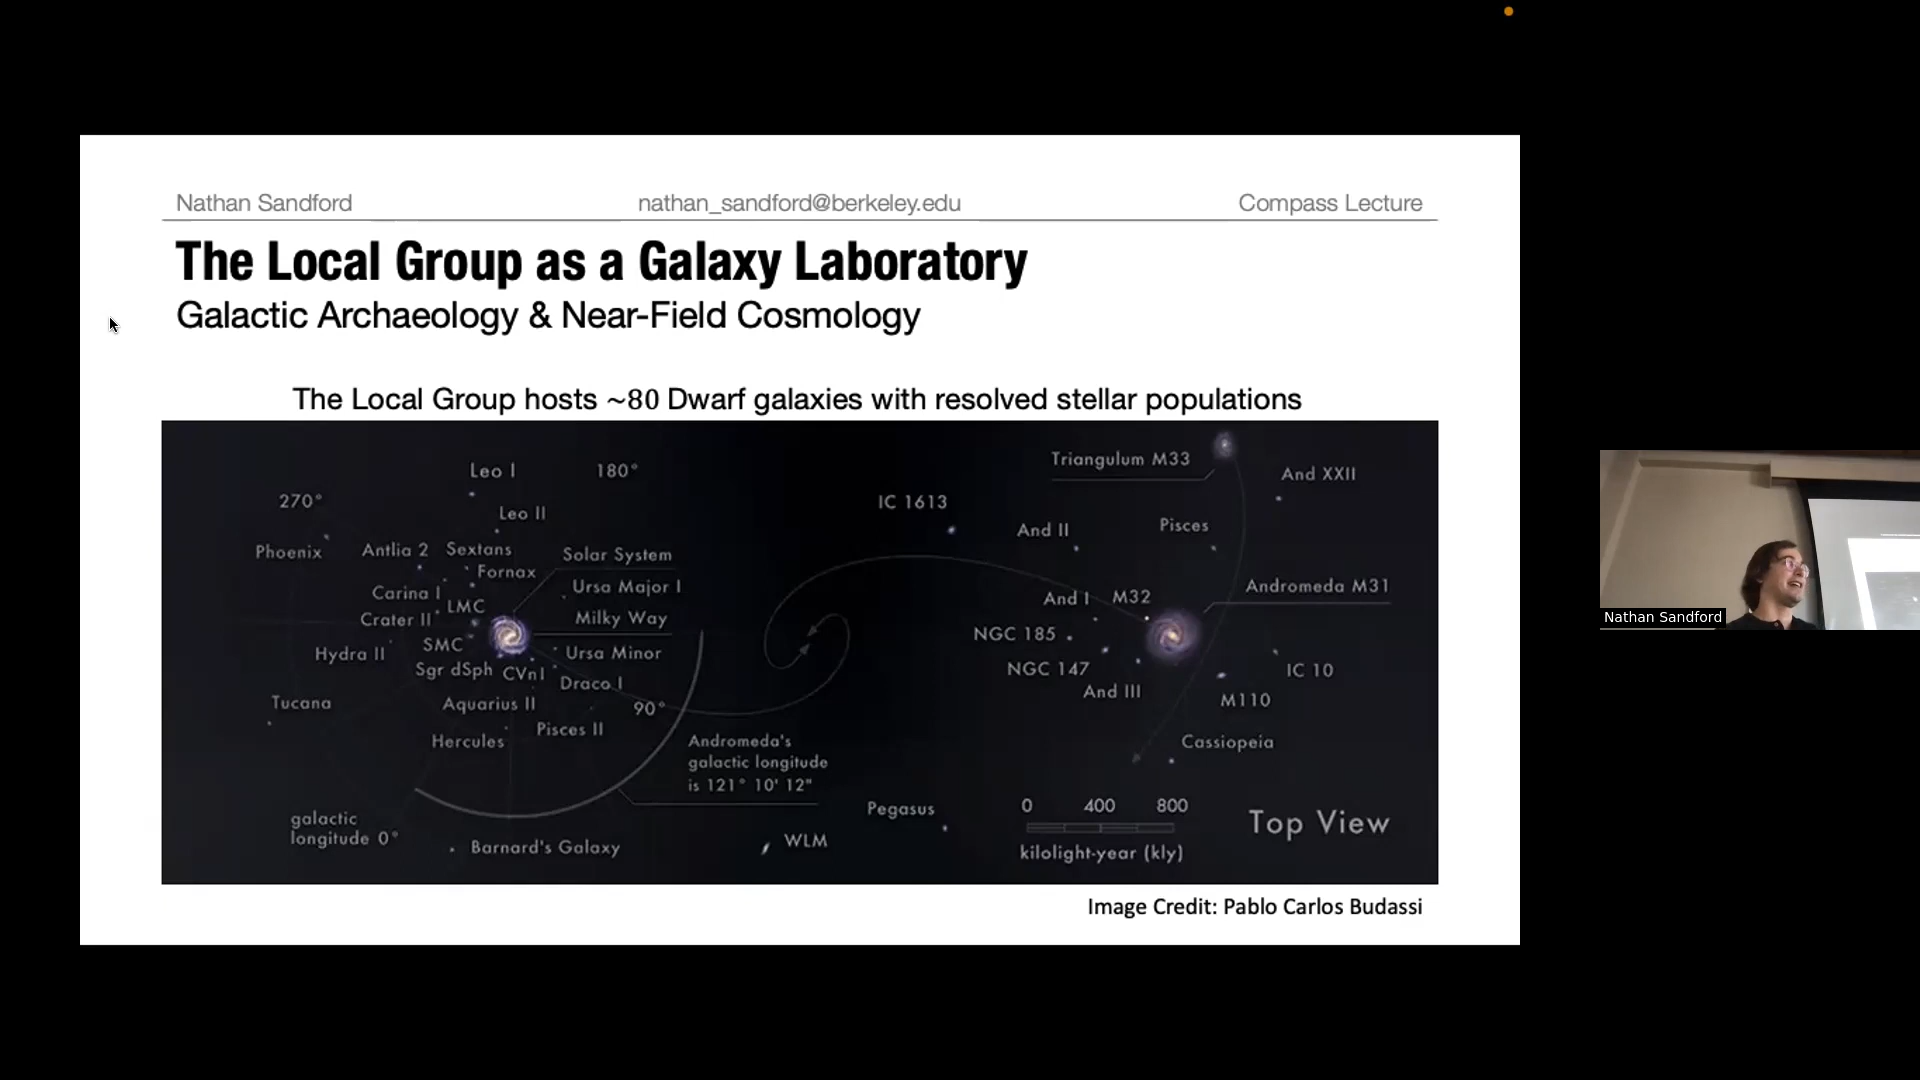 Nathan Sandford
nathan_sandford@berkeley.edu
Compass Lecture
The Local Group as a Galaxy Laboratory
Galactic Archaeology & Near-Field Cosmology
The Local Group hosts ~80 Dwarf galaxies with resolved stellar populations
Leo I
180°
270°
Leo II
Phoenix
Antlia 2
Sextans
Solar System
Fornax
Ursa Major I
Carina I
LMC
Crater II
Milky Way
SMC
Hydra II
Ursa Minor
Sgr dSph
CVnI
Draco I
Tucana
Aquarius II
90°
Pisces II
Hercules
Andromeda's
galactic longitude
is 121° 10' 12"
galactic
longitude 0°
Barnard's Galaxy
WLM
Pegasus
IC 1613
Triangulum M33
And XXII
And II
Pisces
Andromeda M31
And I
M32
NGC 185
NGC 147
And III
IC 10
M110
Cassiopeia
0 400 800
kilolight-year (kly)
Top View
Image Credit: Pablo Carlos Budassi
Nathan Sandford